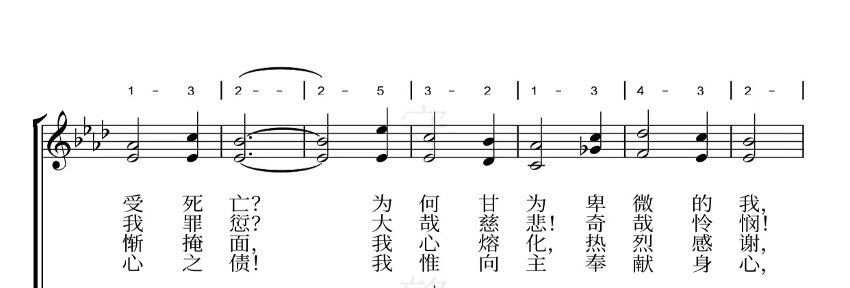 1 - 3 | 2 - - | 2 - 5 | 3 - 2 | 1 - 3 | 4 - 3 | 2 - |
受 死 亡？ 为 何 甘 为 卑 微 的 我，
我 罪 愆？ 大 哉 慈 悲！ 奇 哉 怜 悯！
惭 掩 面， 我 心 熔 化， 热 烈 感 谢，
心 之 债！ 我 惟 向 主 奉 献 身 心，